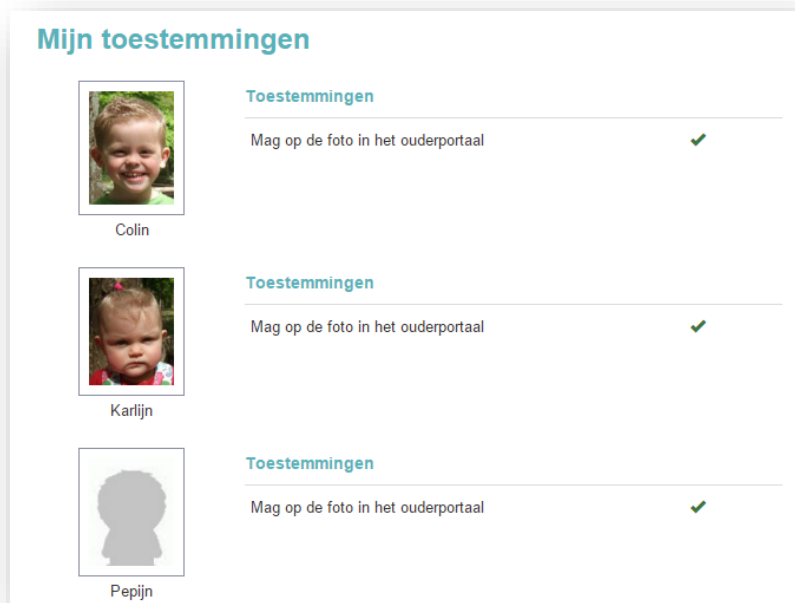 Mijn toestemmingen
Toestemmingen
Mag op de foto in het ouderportaal
Colin
Toestemmingen
Mag op de foto in het ouderportaal
Karlijn
Toestemmingen
Mag op de foto in het ouderportaal
Pepijn